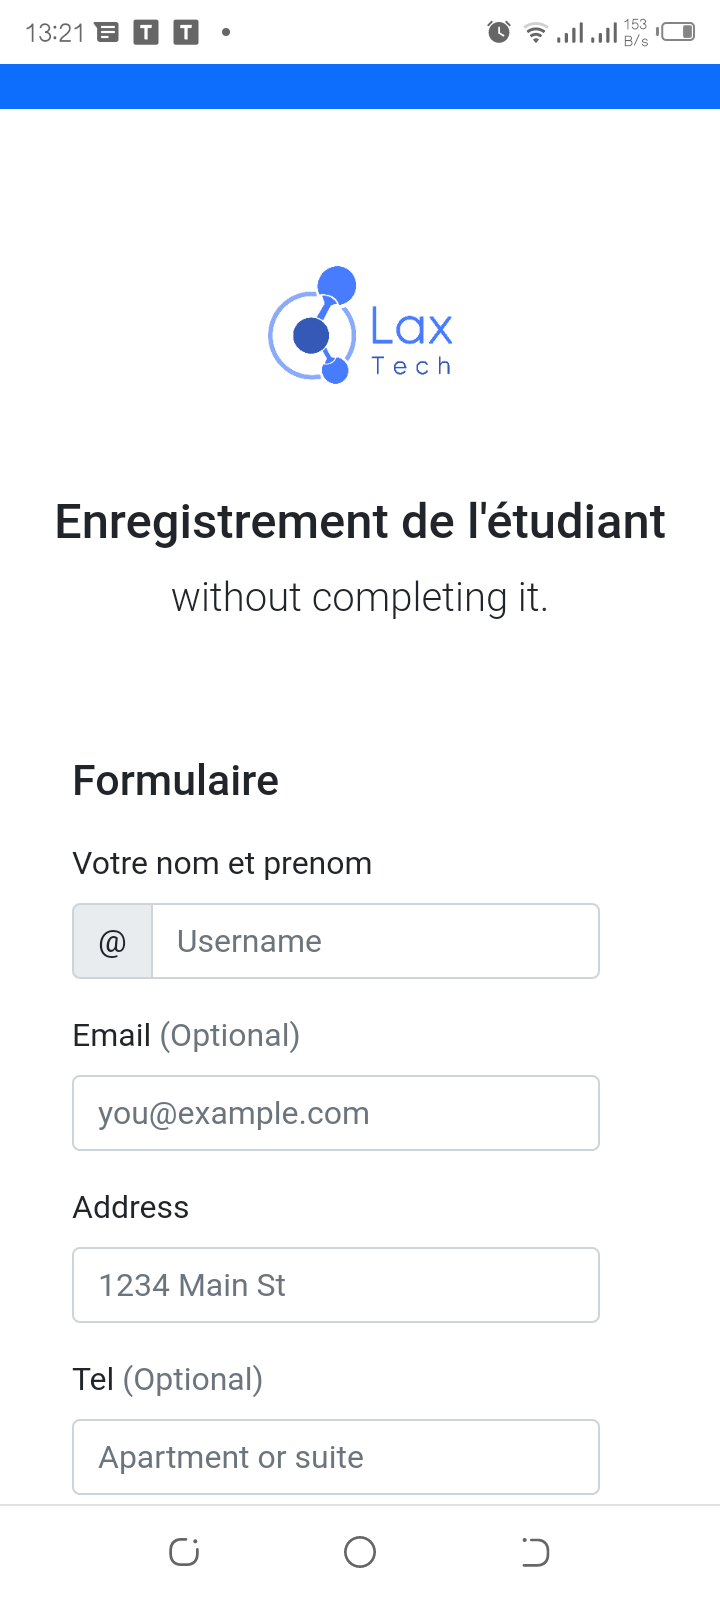 13:21 T T 153 B/s
Lax
Tech
Enregistrement de l'étudiant
without completing it.
Formulaire
Votre nom et prenom
@ Username
Email (Optional)
you@example.com
Address
1234 Main St
Tel (Optional)
Apartment or suite